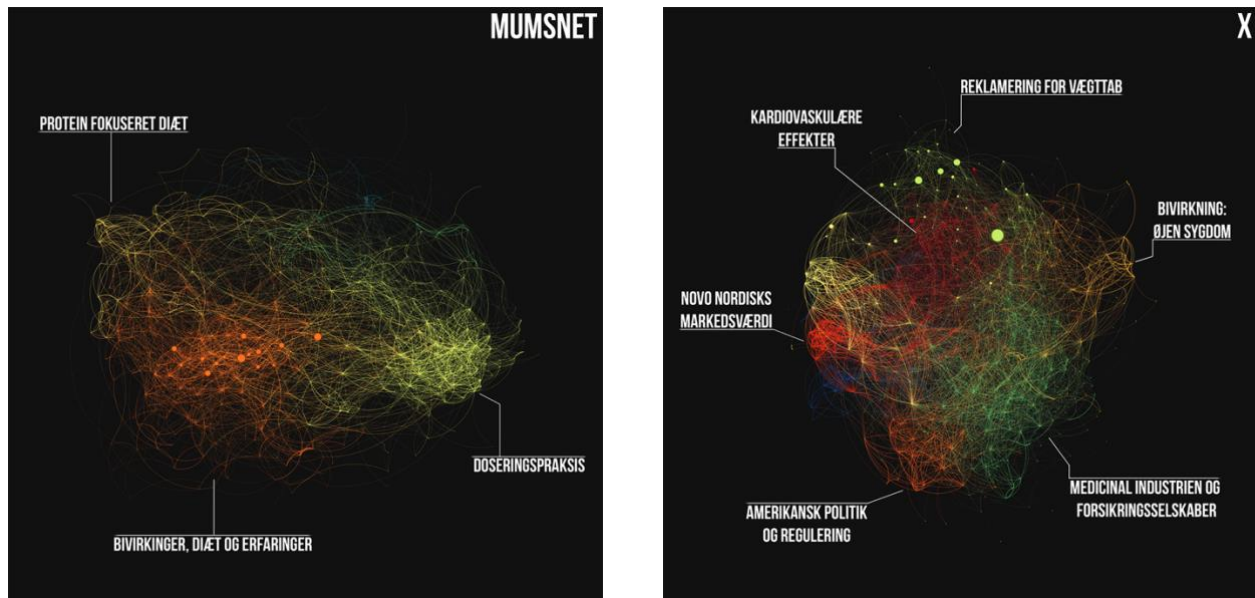 MUMSNET
PROTEIN FOKUSERET DIÆT
DOSERINGSPRAKSIS
BIVIRKINGER, DIÆT OG ERFARINGER
X
REKLAMERING FOR VÆGTTAB
KARDIOVASKULÆRE
EFFEKTER
BIVIRKNING:
ØJEN SYGDOM
NOVO NORDISKS
MARKEDSVÆRDI
MEDICINAL INDUSTRIEN OG
FORSIKRINGSSELSKABER
AMERIKANSK POLITIK
OG REGULERING